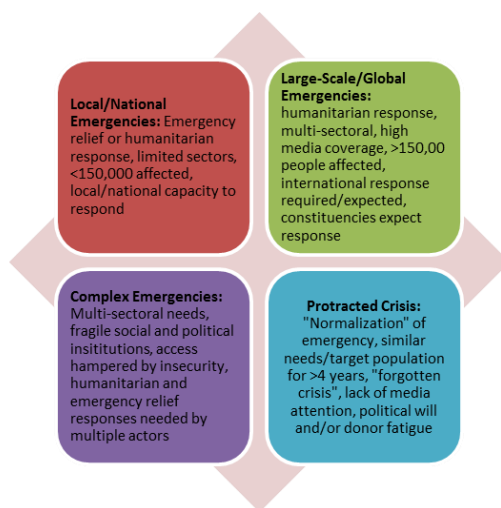 Local/National
Emergencies: Emergency
relief or humanitarian
response, limited sectors,
<150,000 affected,
local/national capacity to
respond
Large-Scale/Global
Emergencies:
humanitarian response,
multi-sectoral, high
media coverage, >150,00
people affected,
international response
required/expected,
constituencies expect
response
Complex Emergencies:
Multi-sectoral needs,
fragile social and political
insititutions, access
hampered by insecurity,
humanitarian and
emergency relief
responses needed by
multiple actors
Protracted Crisis:
"Normalization" of
emergency, similar
needs/target population
for >4 years, "forgotten
crisis", lack of media
attention, political will
and/or donor fatigue